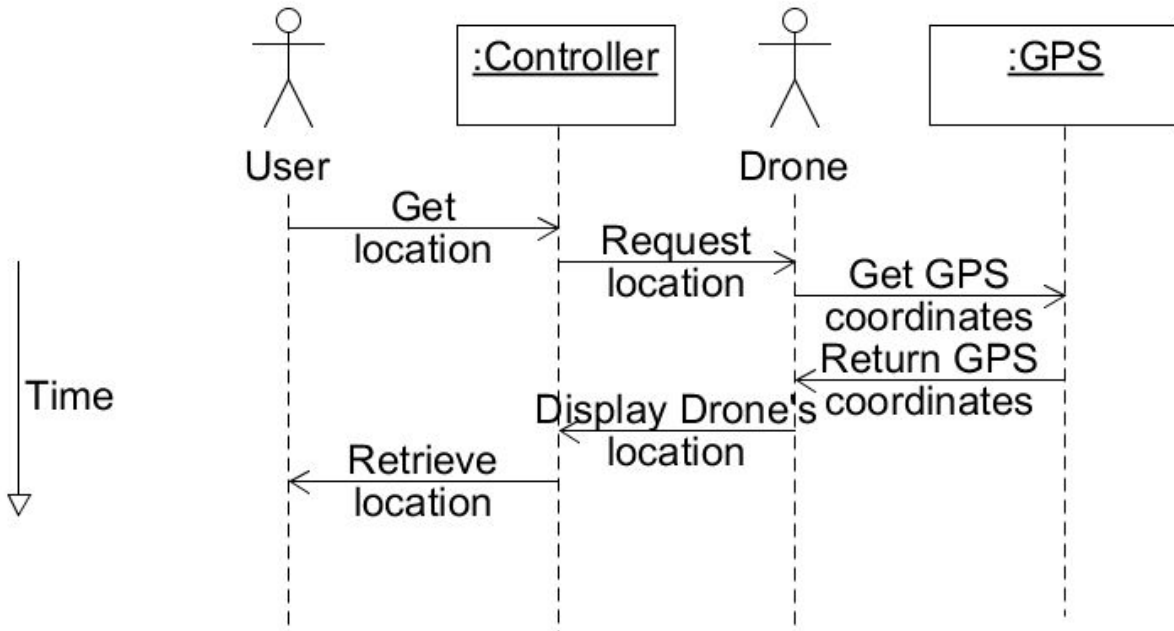 :Controller
:GPS
User
Drone
Get
location
Request
location
Get GPS
coordinates
Return GPS
coordinates
Time
Display Drone's
location
Retrieve
location